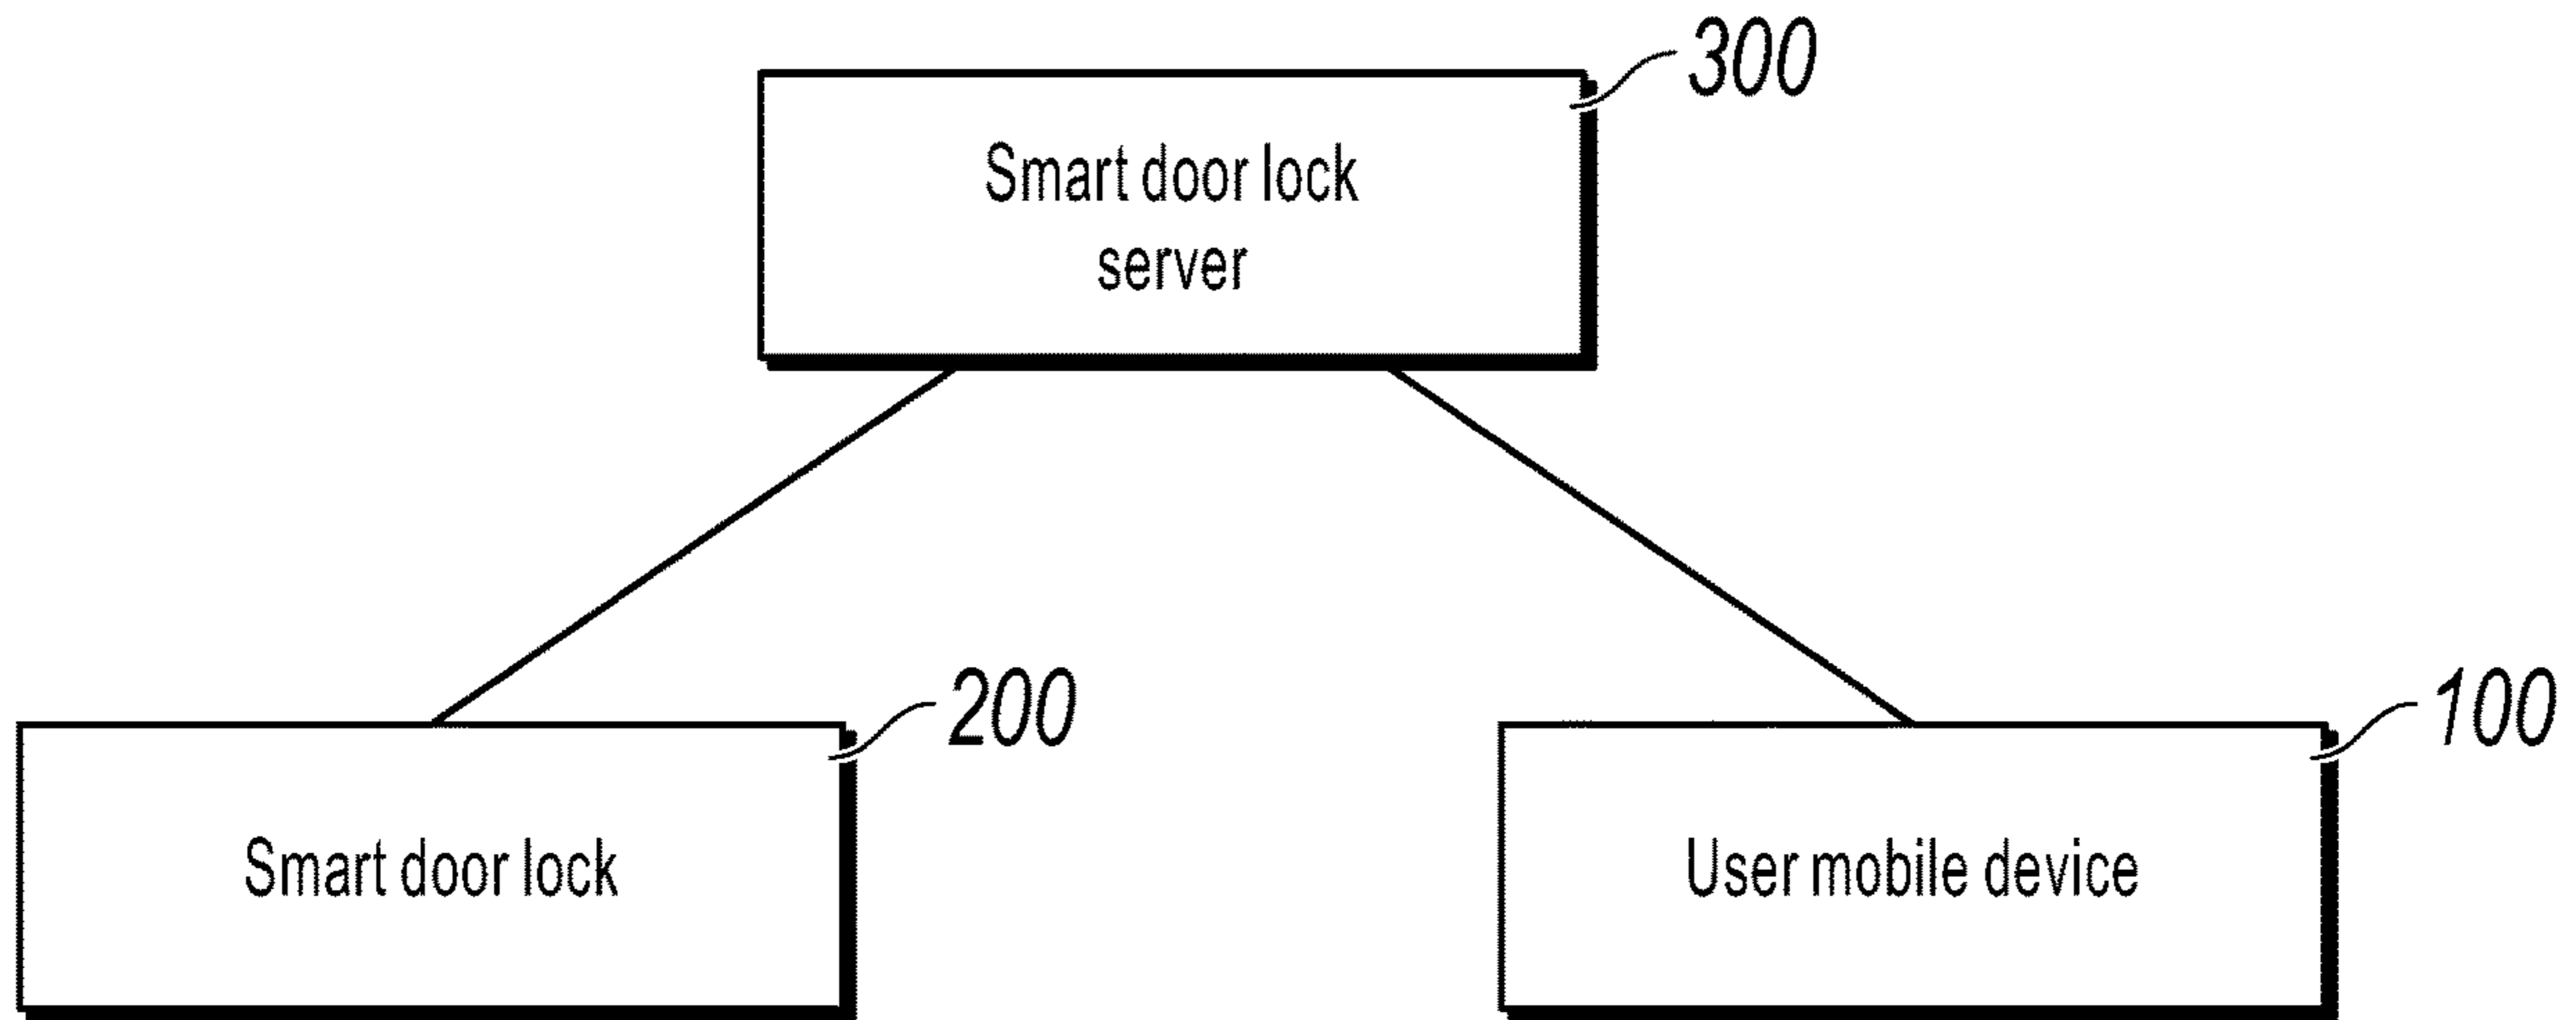 300
Smart door lock
server
200
100
Smart door lock
User mobile device